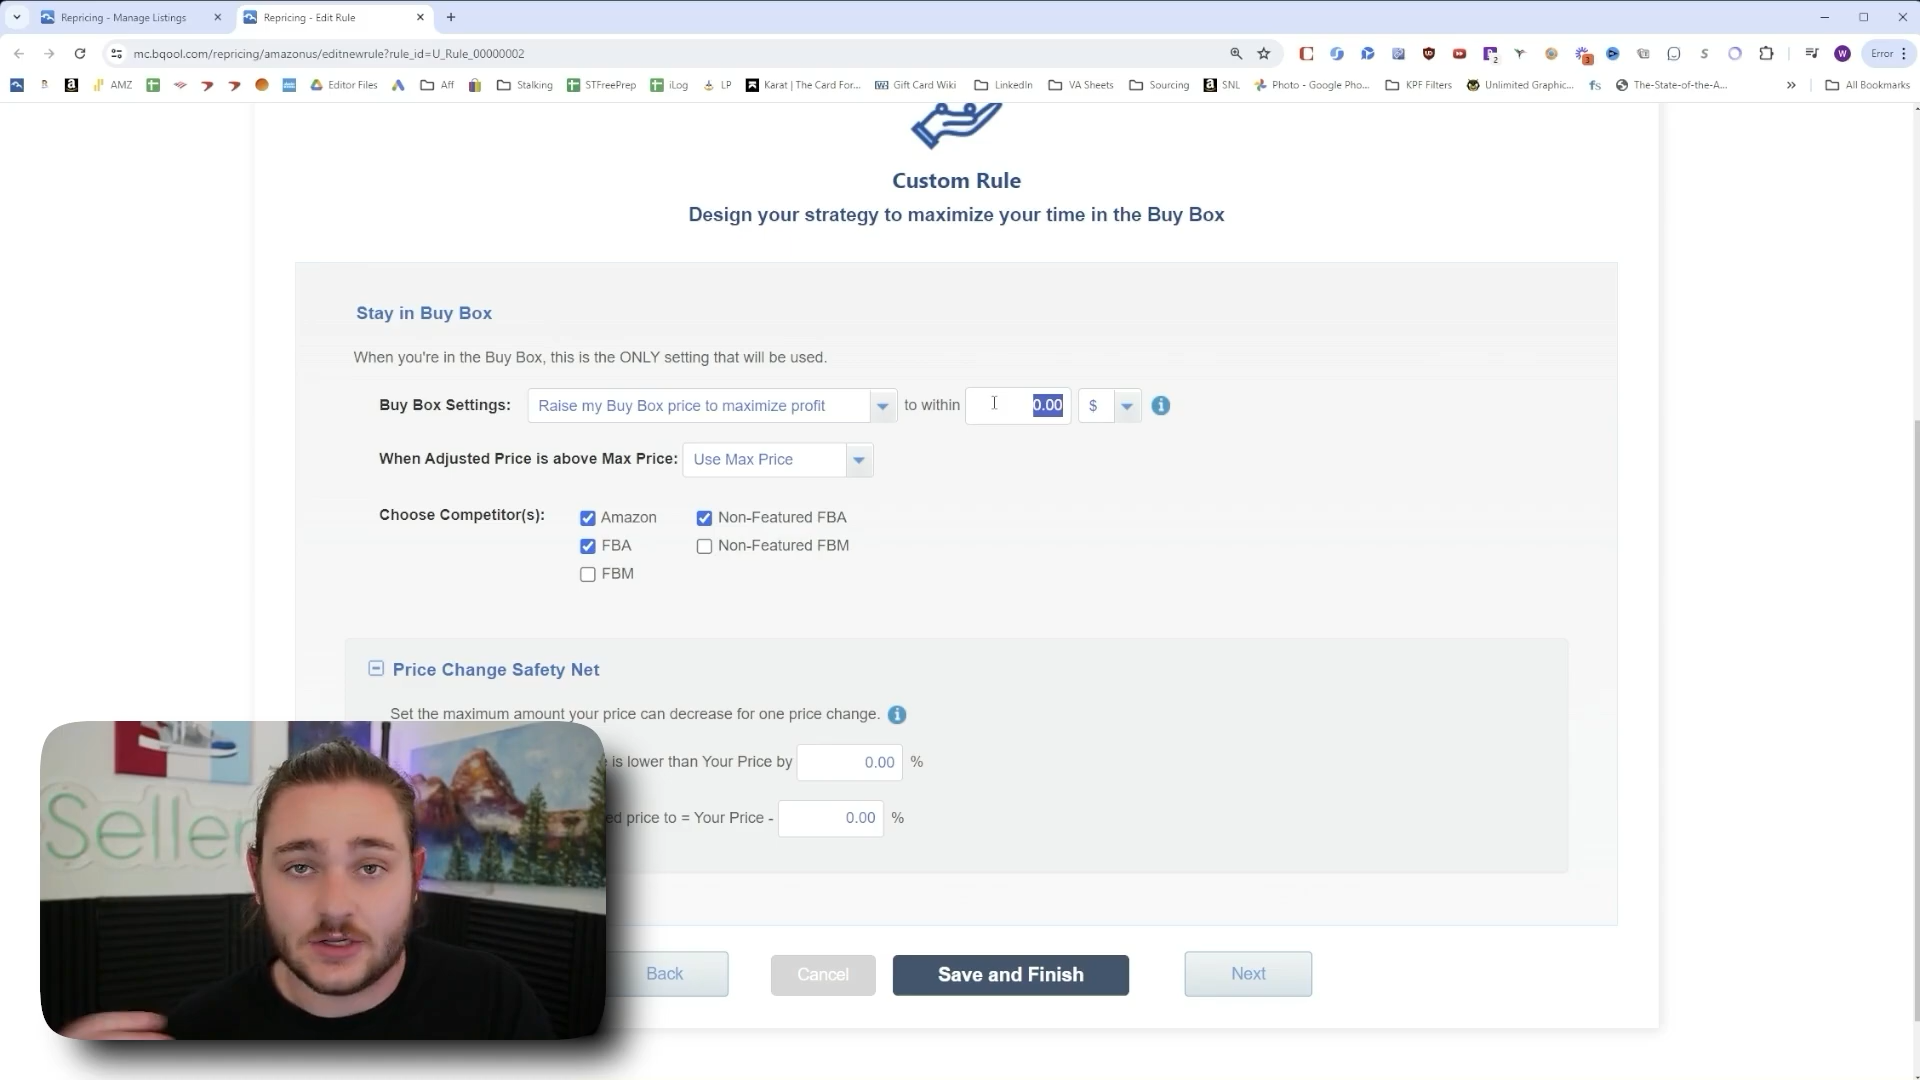 Repricing - Manage Listings
Repricing - Edit Rule
mc.bqool.com/repricing/amazonus/editnewrule?rule_id=U_Rule_00000002
Error
AMZ
Editor Files
Aff
Stalking
STFreePrep
iLog
LP
Karat | The Card For...
Gift Card Wiki
LinkedIn
VA Sheets
Sourcing
SNL
Photo - Google Pho...
KPF Filters
Unlimited Graphic...
fs
The-State-of-the-A...
All Bookmarks
Custom Rule
Design your strategy to maximize your time in the Buy Box
Stay in Buy Box
When you're in the Buy Box, this is the ONLY setting that will be used.
Buy Box Settings: Raise my Buy Box price to maximize profit to within 0.00 $
When Adjusted Price is above Max Price: Use Max Price
Choose Competitor(s): Amazon Non-Featured FBA
FBA Non-Featured FBM
FBM
Price Change Safety Net
Set the maximum amount your price can decrease for one price change.
is lower than Your Price by 0.00 %
ed price to = Your Price - 0.00 %
Seller
Back Cancel Save and Finish Next